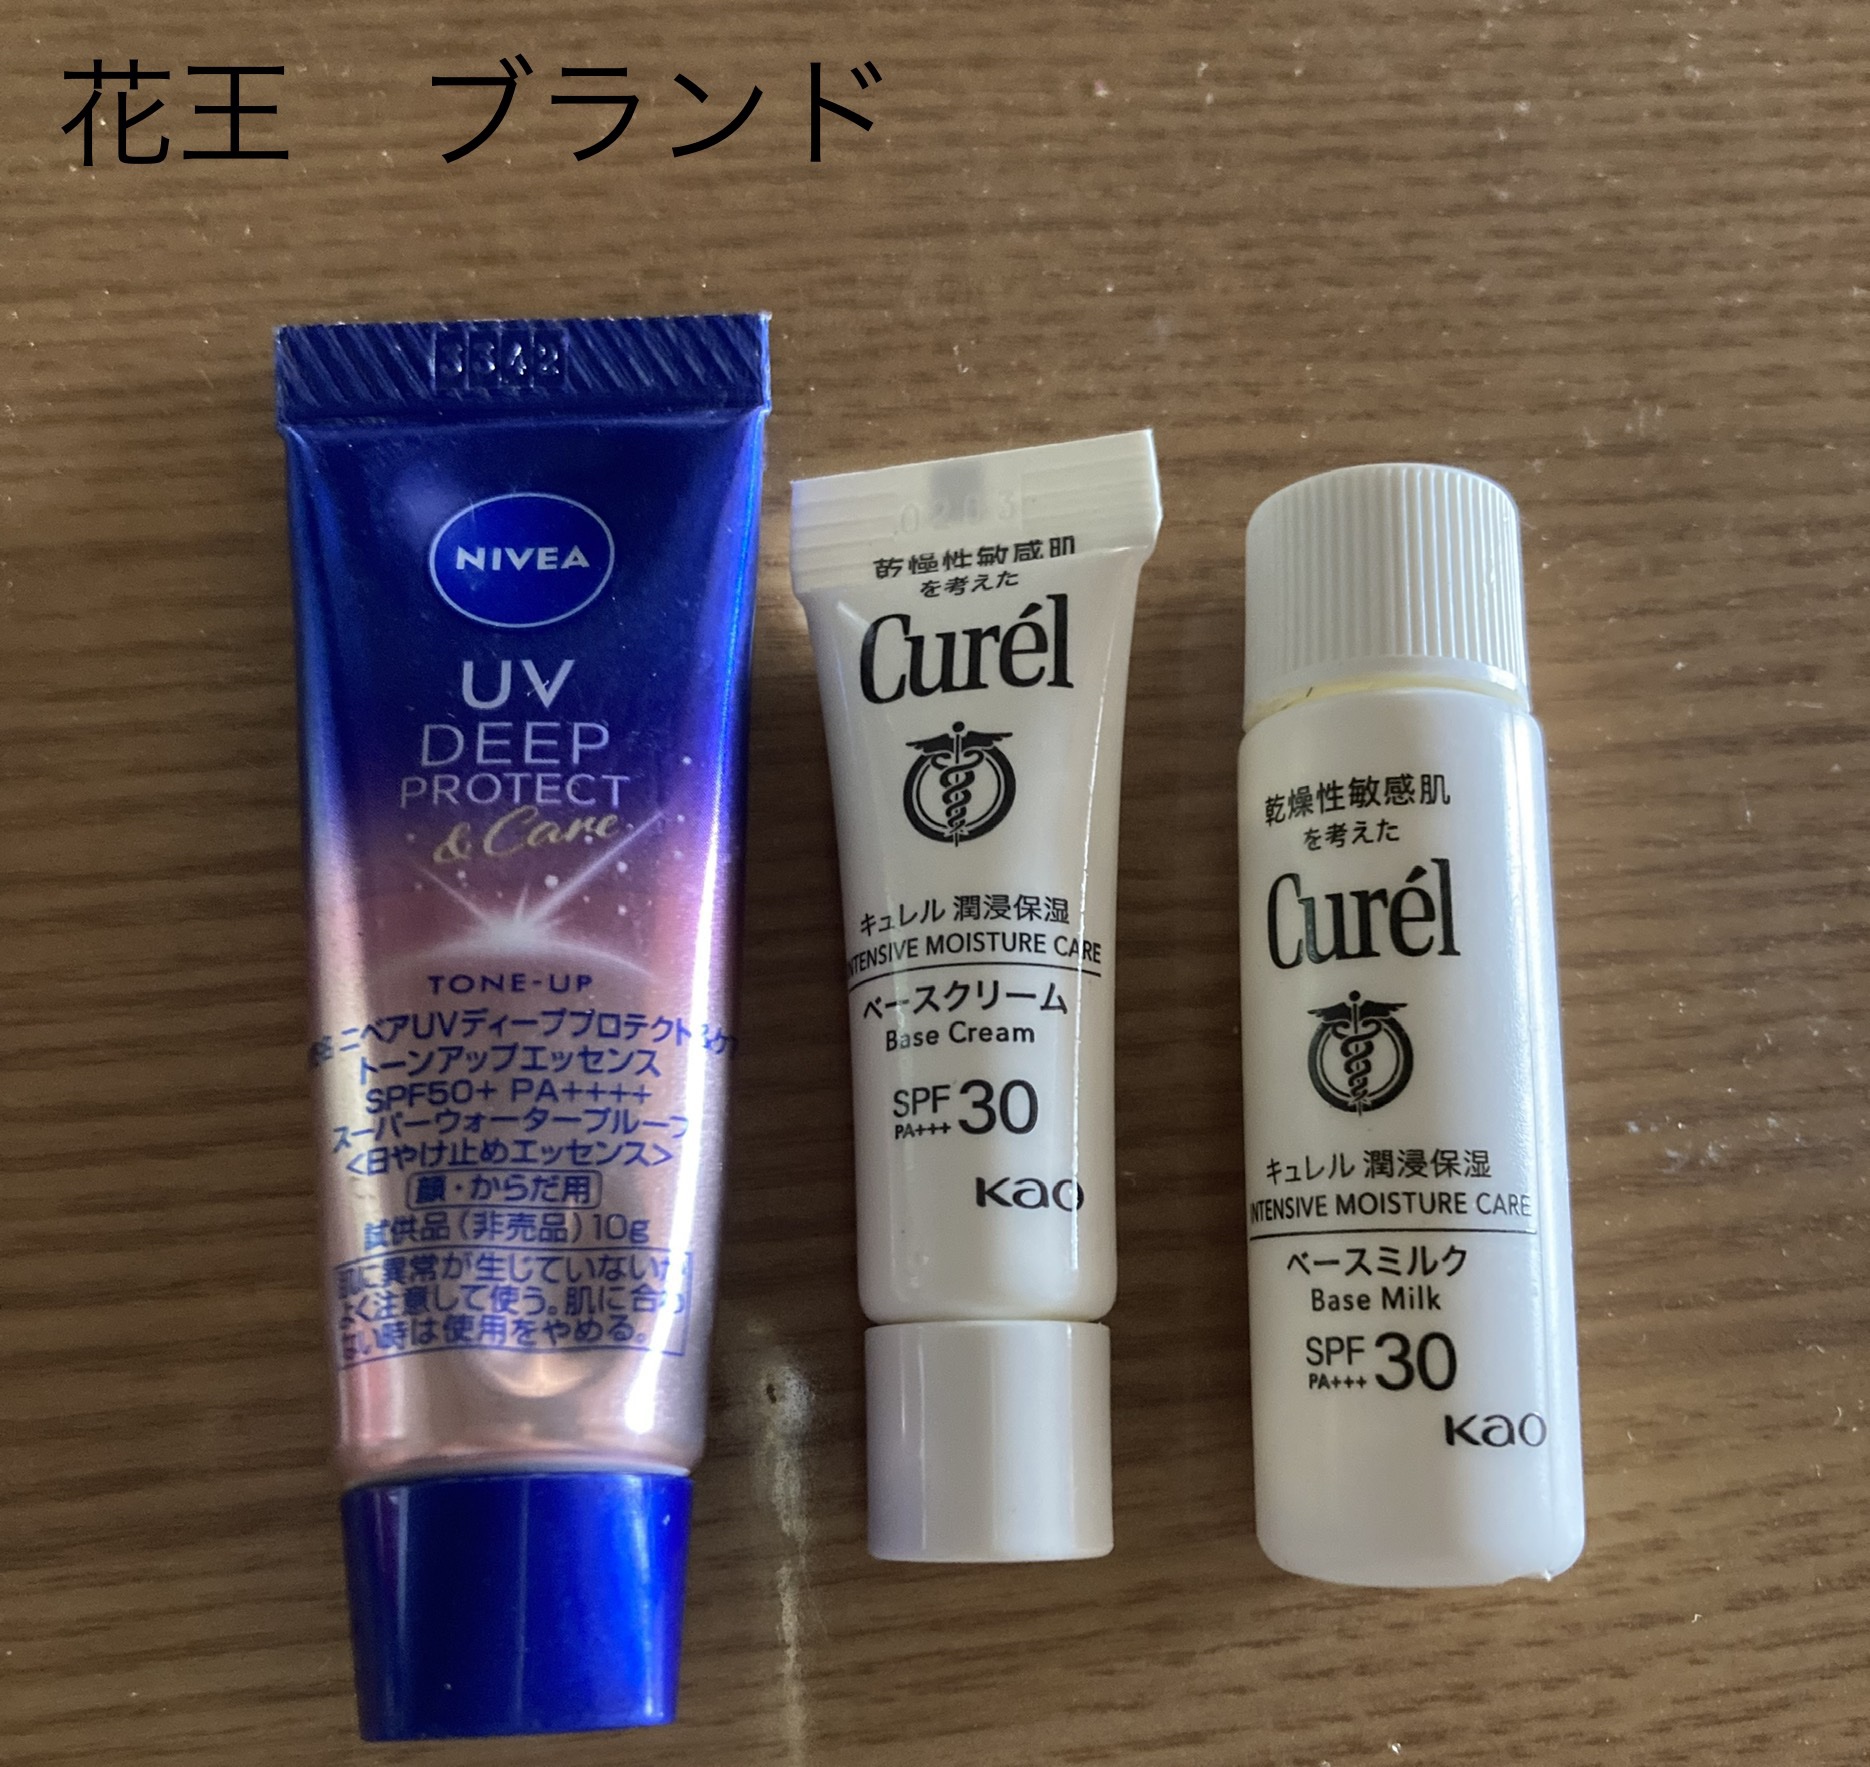 花王　ブランド
3342
NIVEA
UV
DEEP
PROTECT
& Care
TONE-UP
ニベアUVディーププロテクト&ケ
トーンアップエッセンス
SPF50+ PA++++
スーパーウォータープルーフ
<日やけ止めエッセンス>
顔・からだ用
試供品(非売品)10g
肌に異常が生じていないか
よく注意して使う。肌に合わ
ない時は使用をやめる。
0263
乾燥性敏感肌
を考えた
Curél
キュレル 潤浸保湿
INTENSIVE MOISTURE CARE
ベースクリーム
Base Cream
SPF 30
PA+++
Kao
乾燥性敏感肌
を考えた
Curél
キュレル 潤浸保湿
INTENSIVE MOISTURE CARE
ベースミルク
Base Milk
SPF 30
PA+++
Kao